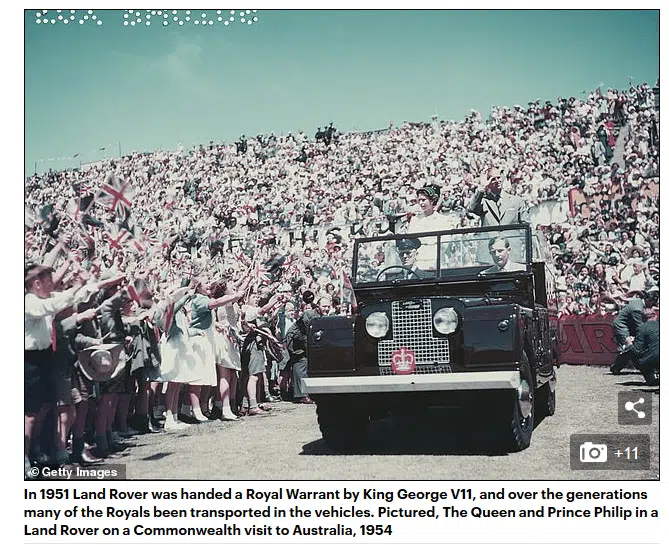 +11
© Getty Images
In 1951 Land Rover was handed a Royal Warrant by King George V11, and over the generations
many of the Royals been transported in the vehicles. Pictured, The Queen and Prince Philip in a
Land Rover on a Commonwealth visit to Australia, 1954